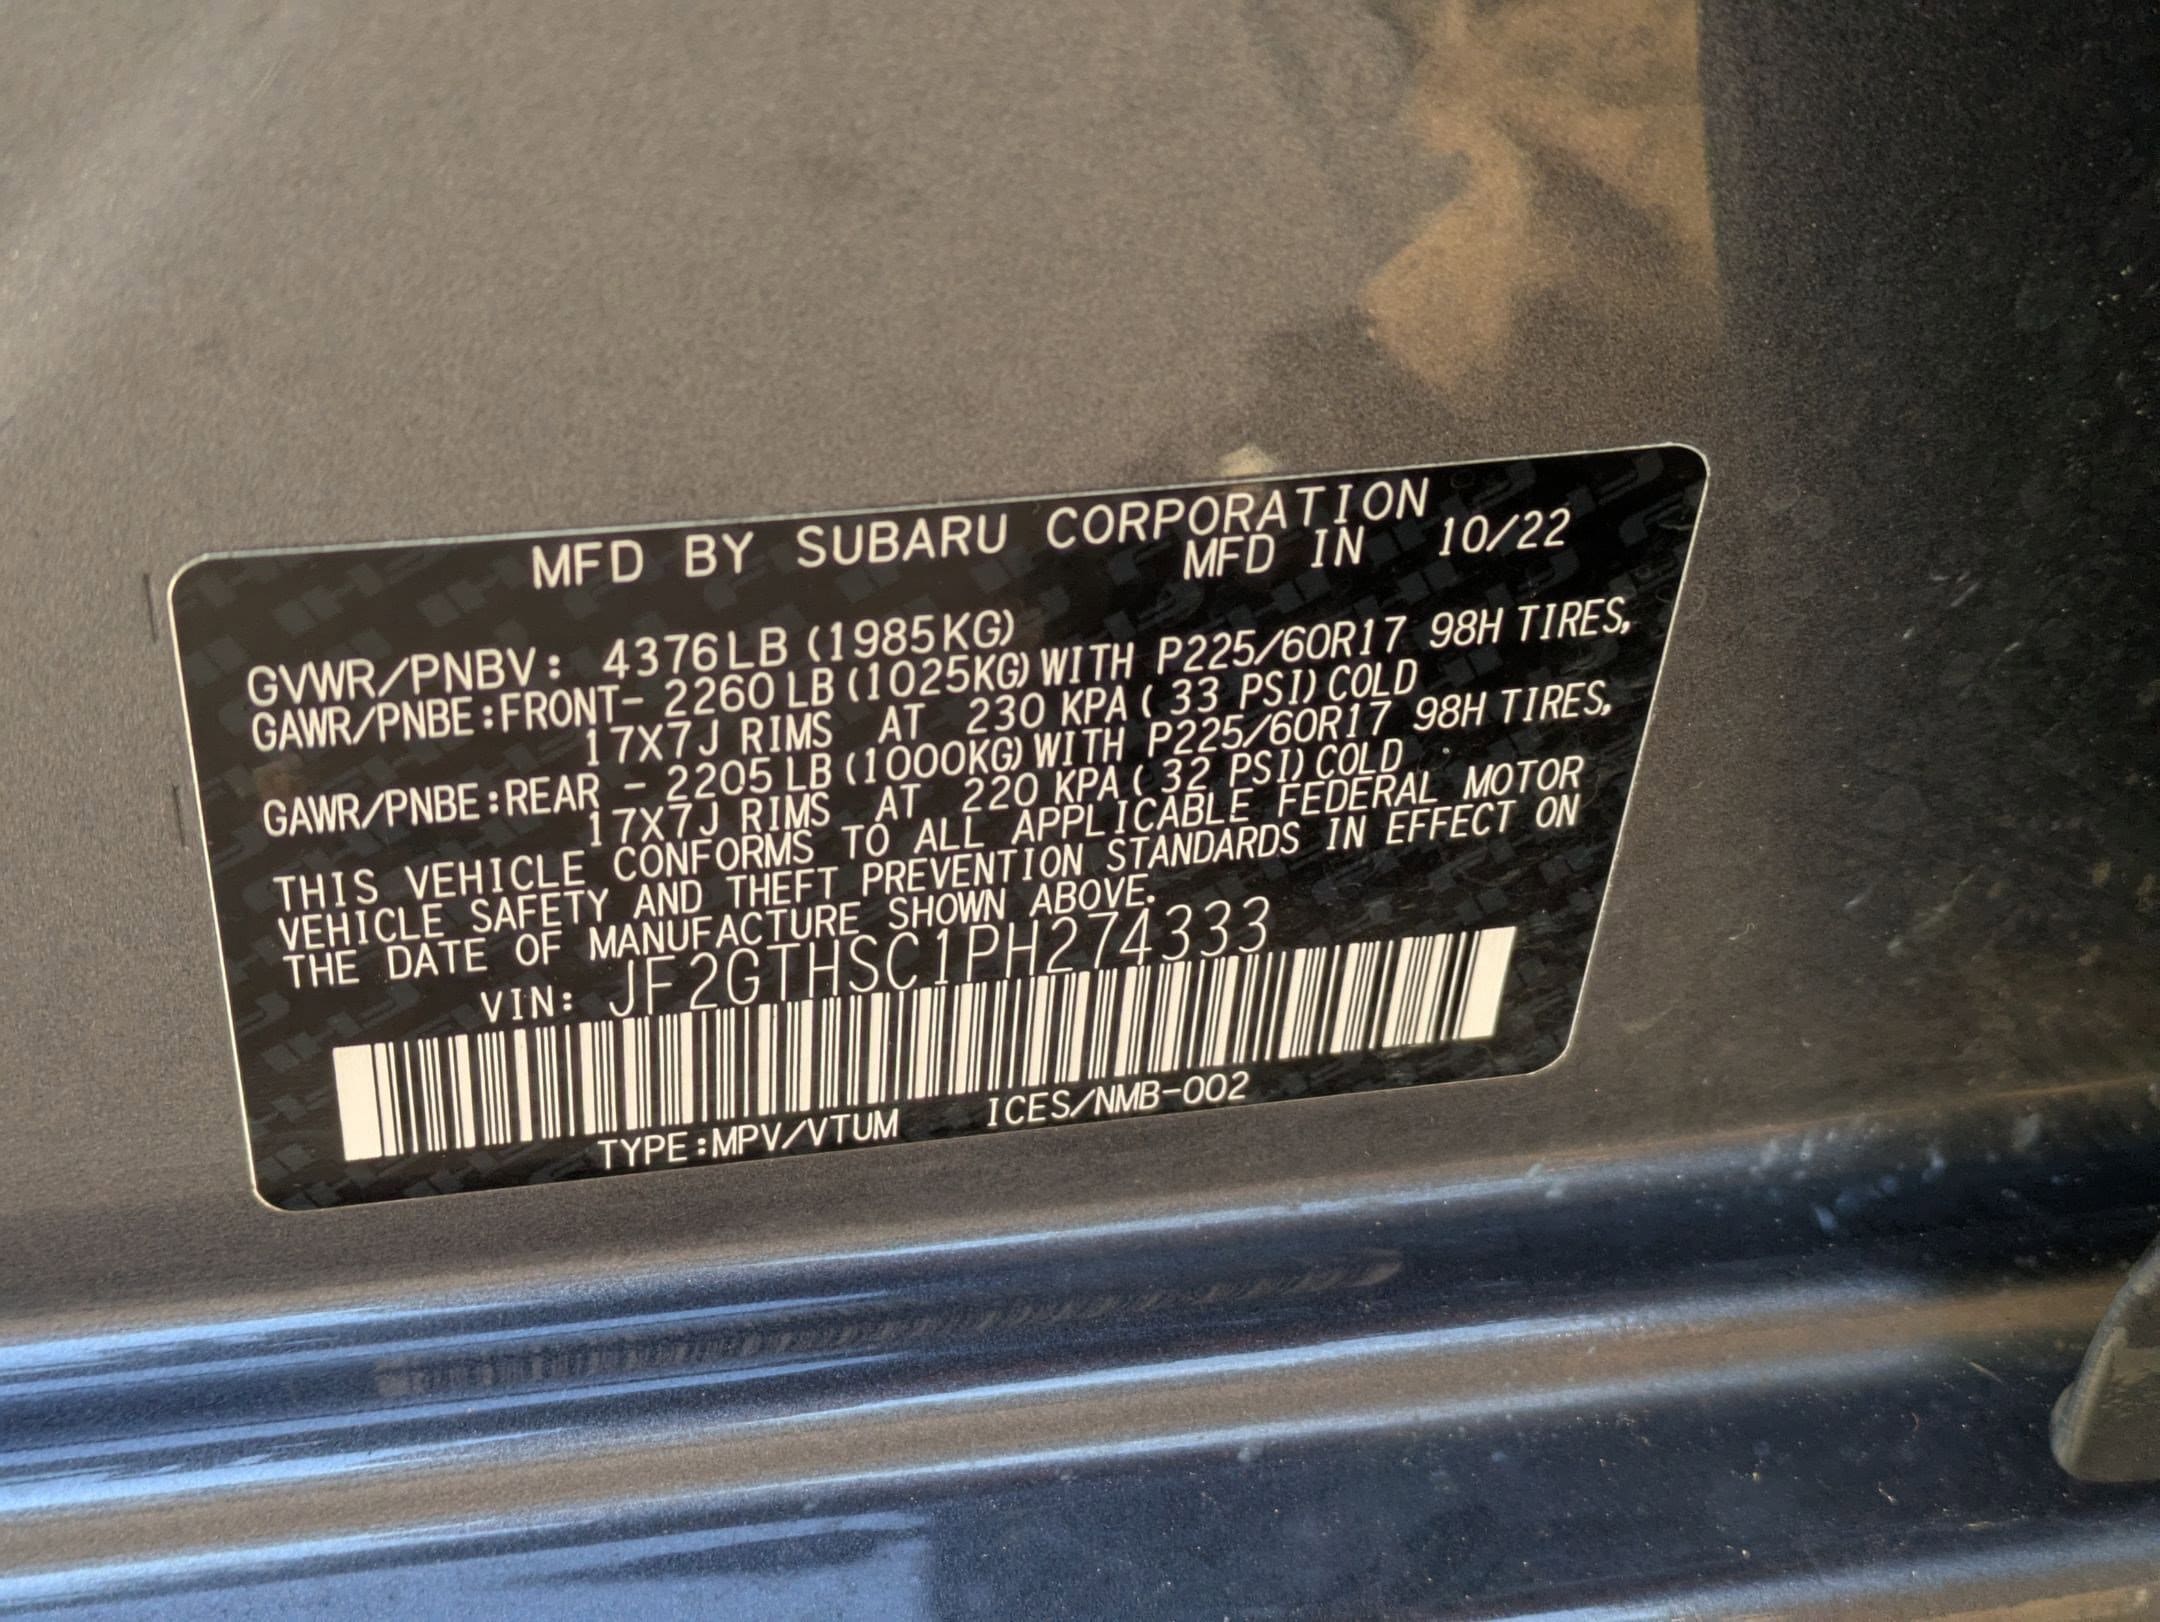 MFD BY SUBARU CORPORATION
MFD IN 10/22
GVWR/PNBV: 4376LB (1985KG)
GAWR/PNBE:FRONT- 2260LB (1025KG) WITH P225/60R17 98H TIRES,
17X7J RIMS AT 230 KPA ( 33 PSI) COLD
GAWR/PNBE:REAR - 2205LB (1000KG) WITH P225/60R17 98H TIRES,
17X7J RIMS AT 220 KPA ( 32 PSI) COLD
THIS VEHICLE CONFORMS TO ALL APPLICABLE FEDERAL MOTOR
VEHICLE SAFETY AND THEFT PREVENTION STANDARDS IN EFFECT ON
THE DATE OF MANUFACTURE SHOWN ABOVE.
VIN: JF2GTHSC1PH274333
TYPE:MPV/VTUM ICES/NMB-002